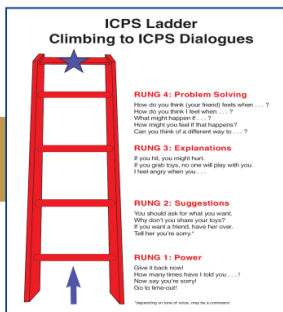 ICPS Ladder
Climbing to ICPS Dialogues
RUNG 4: Problem Solving
How do you think (your friend) feels when . . . ?
How do you think I feel when . . . ?
What might happen if . . . ?
How might you feel if that happens?
Can you think of a different way to . . . ?
RUNG 3: Explanations
If you hit, you might hurt.
If you grab toys, no one will play with you.
I feel angry when you . . .
RUNG 2: Suggestions
You should ask for what you want.
Why don't you share your toys?
If you want a friend, have her over.
Tell her you're sorry.*
RUNG 1: Power
Give it back now!
How many times have I told you . . . !
Now say you're sorry!
Go to time-out!
*depending on tone of voice, may be a command